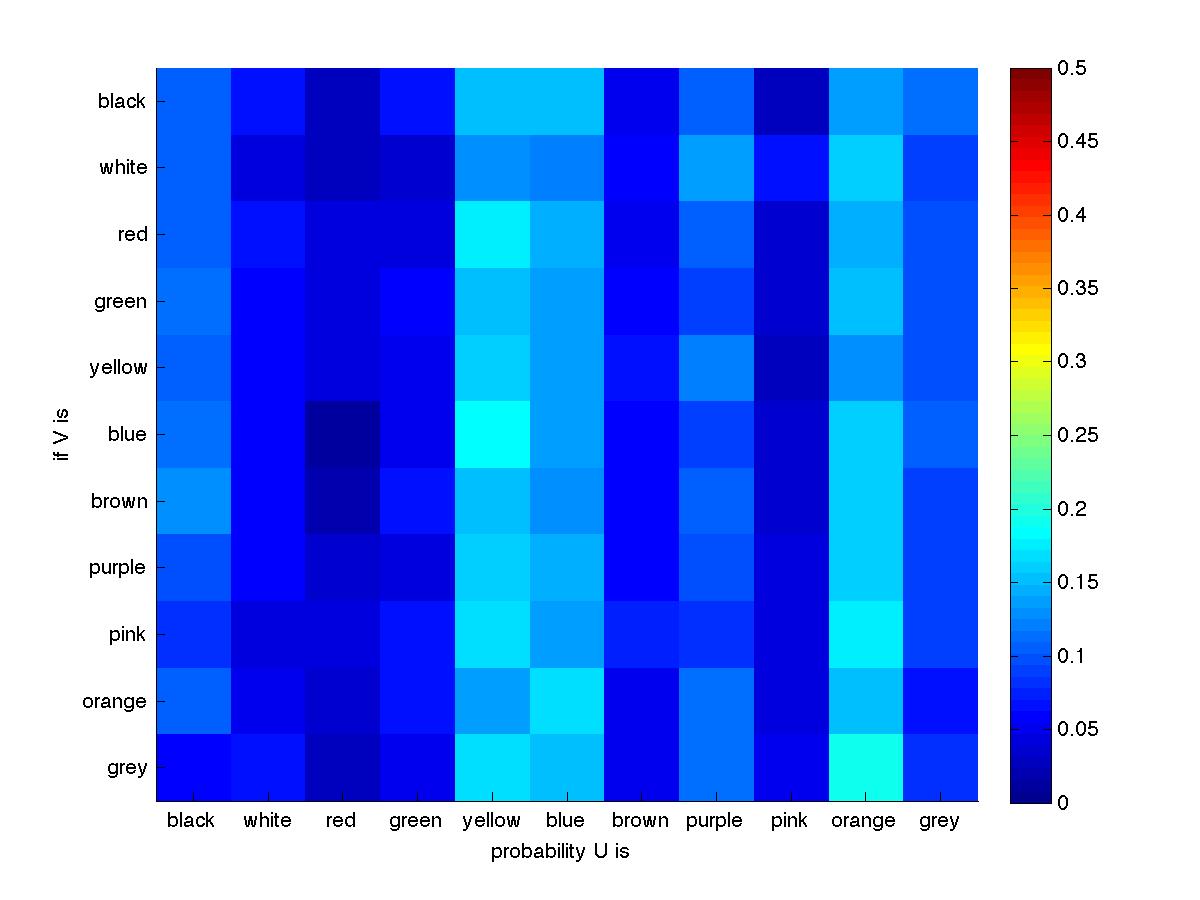 black
white
red
green
yellow
blue
brown
purple
pink
orange
grey
if V is
black white red green yellow blue brown purple pink orange grey
probability U is
0.5
0.45
0.4
0.35
0.3
0.25
0.2
0.15
0.1
0.05
0